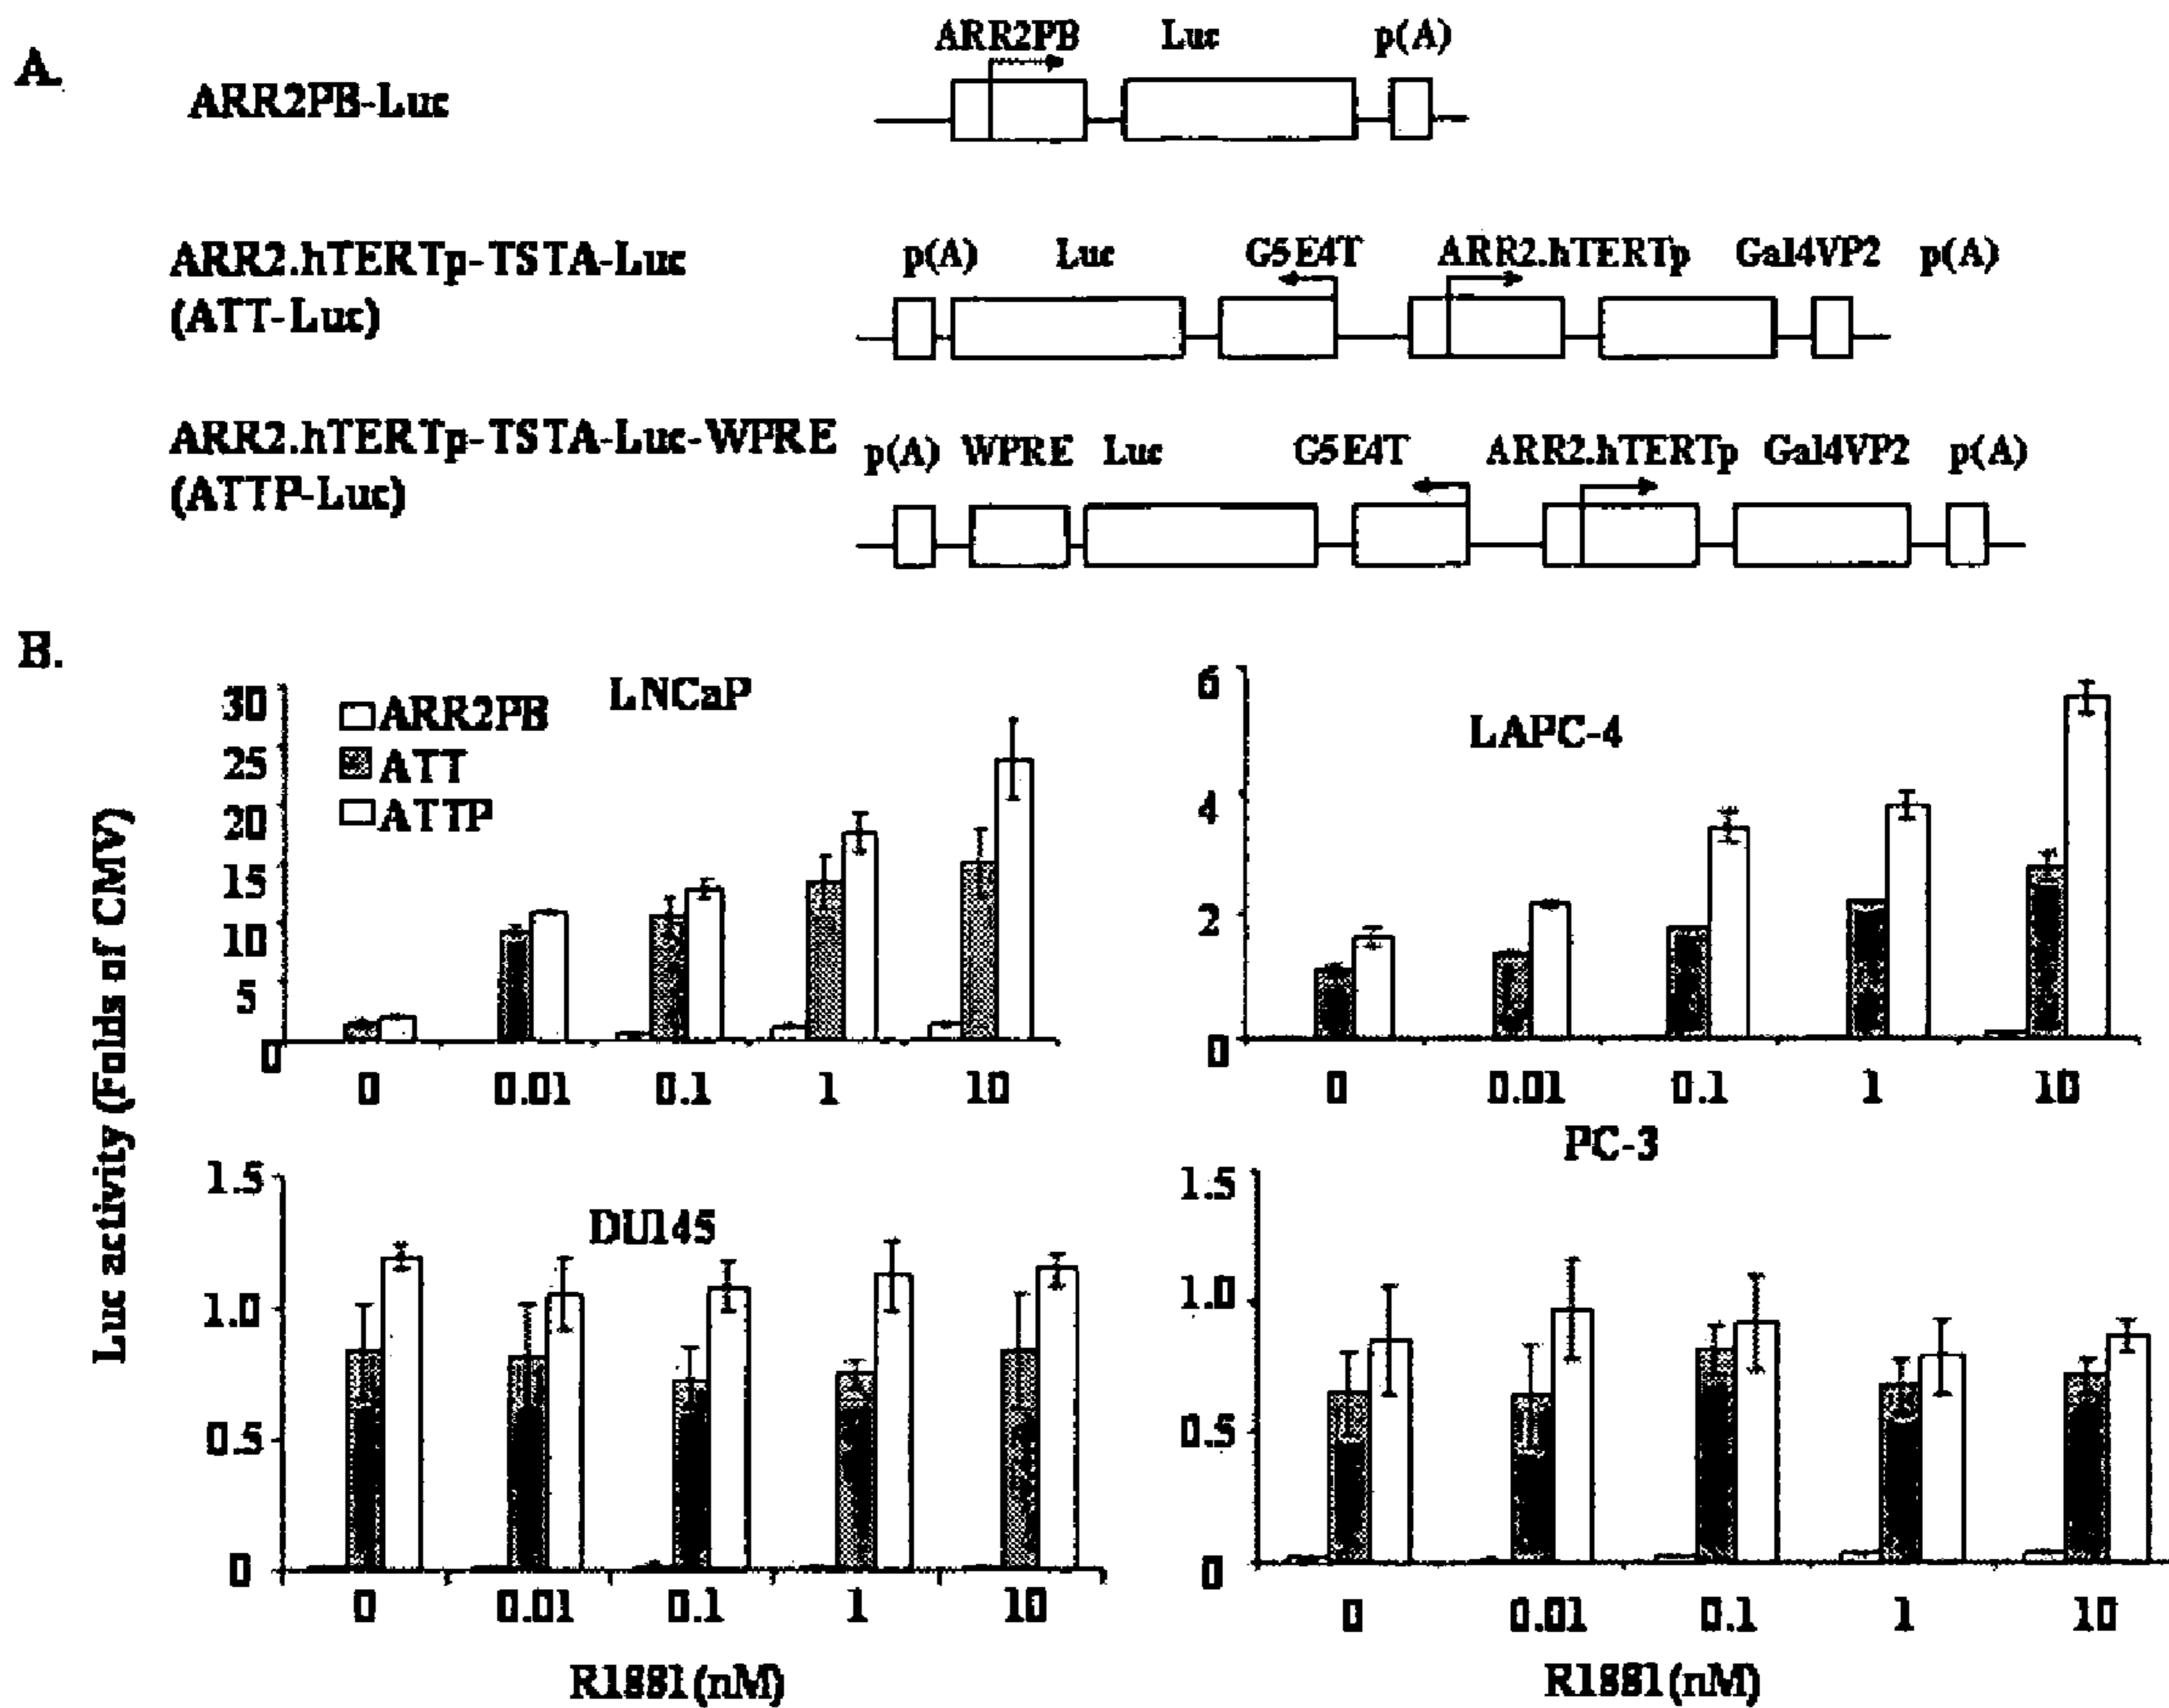 A.
ARR2PB-Luc
ARR2PB Luc p(A)
ARR2.hTERTp-TSTA-Luc
(ATT-Luc)
p(A) Luc G5E4T ARR2.hTERTp Gal4VP2 p(A)
ARR2.hTERTp-TSTA-Luc-WPRE
(ATTP-Luc)
p(A) WPRE Luc G5E4T ARR2.hTERTp Gal4VP2 p(A)
B.
Luc activity (Folds of CMV)
LNCaP
ARR2PB
ATT
ATTP
30
25
20
15
10
5
0
0 0.01 0.1 1 10
LAPC-4
6
4
2
0
0 0.01 0.1 1 10
DU145
1.5
1.0
0.5
0
0 0.01 0.1 1 10
R1881(nM)
PC-3
1.5
1.0
0.5
0
0 0.01 0.1 1 10
R1881(nM)